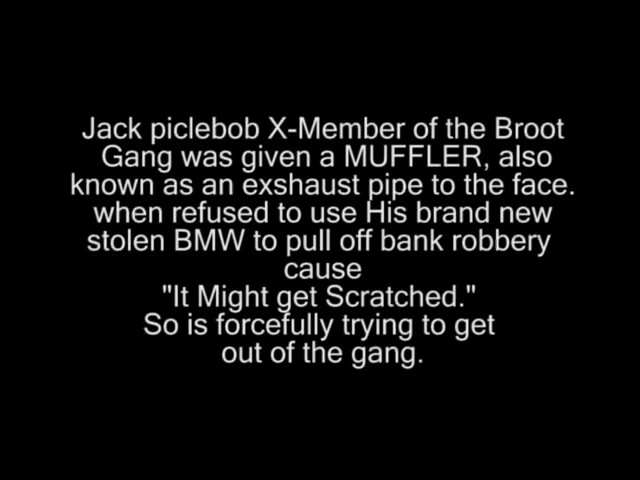 Jack piclebob X-Member of the Broot
Gang was given a MUFFLER, also
known as an exshaust pipe to the face.
when refused to use His brand new
stolen BMW to pull off bank robbery
cause
"It Might get Scratched."
So is forcefully trying to get
out of the gang.